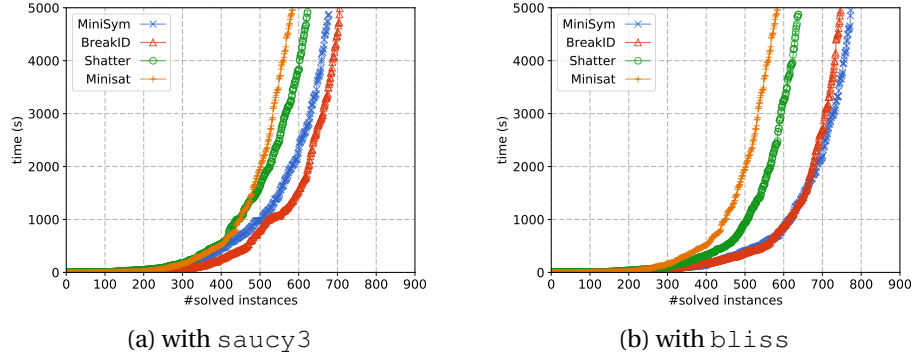 5000
4000
3000
2000
1000
0
time (s)
MiniSym
BreakID
Shatter
Minisat
0 100 200 300 400 500 600 700 800 900
#solved instances
(a) with saucy3
5000
4000
3000
2000
1000
0
time (s)
MiniSym
BreakID
Shatter
Minisat
0 100 200 300 400 500 600 700 800 900
#solved instances
(b) with bliss